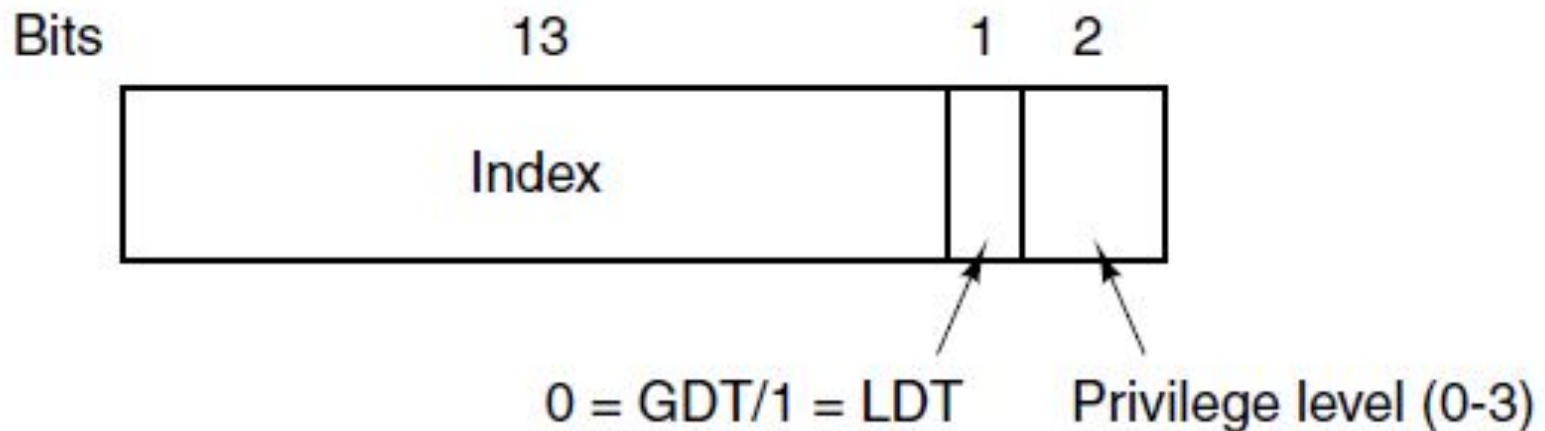 Bits 13 1 2
Index
0 = GDT/1 = LDT Privilege level (0-3)